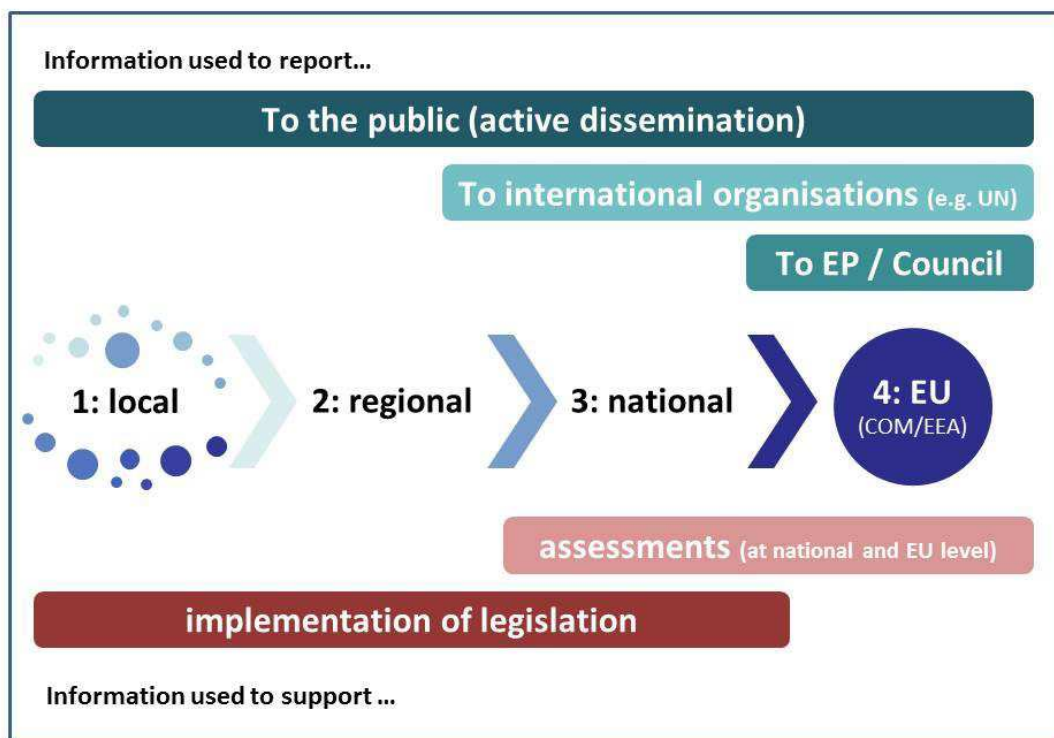 Information used to report...
To the public (active dissemination)
To international organisations (e.g. UN)
To EP / Council
1: local
2: regional
3: national
4: EU
(COM/EEA)
assessments (at national and EU level)
implementation of legislation
Information used to support ...